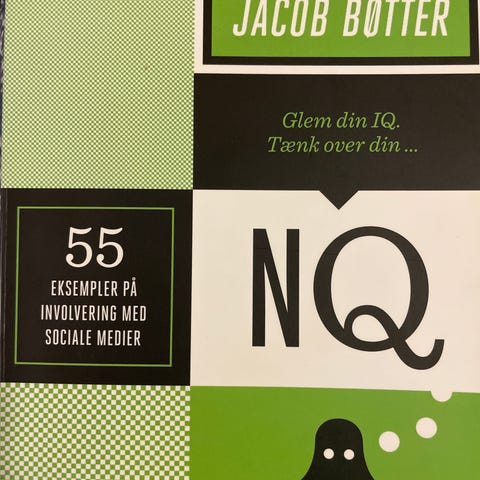 JACOB BØTTER
Glem din IQ.
Tænk over din ...
NQ
55
EKSEMPLER PÅ
INVOLVERING MED
SOCIALE MEDIER